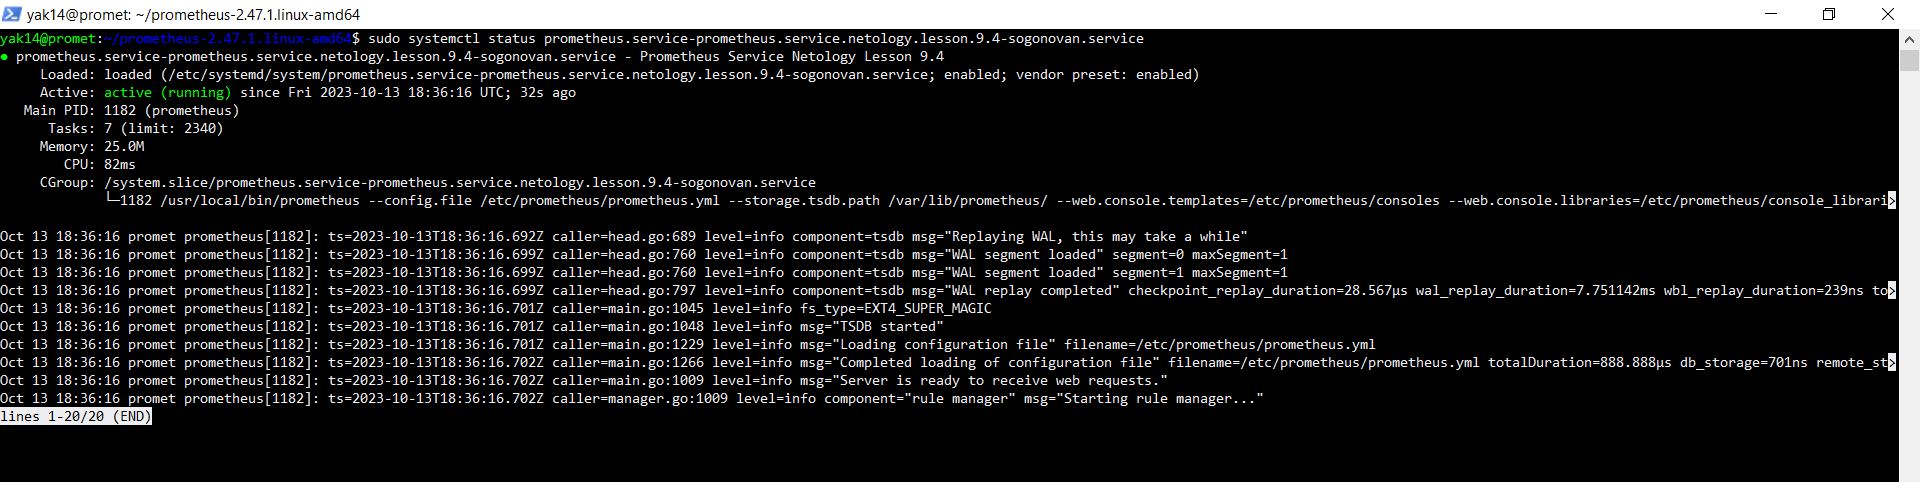 yak14@promet: ~/prometheus-2.47.1.linux-amd64
yak14@promet:~/prometheus-2.47.1.linux-amd64$ sudo systemctl status prometheus.service-prometheus.service.netology.lesson.9.4-sogonovan.service
● prometheus.service-prometheus.service.netology.lesson.9.4-sogonovan.service - Prometheus Service Netology Lesson 9.4
Loaded: loaded (/etc/systemd/system/prometheus.service-prometheus.service.netology.lesson.9.4-sogonovan.service; enabled; vendor preset: enabled)
Active: active (running) since Fri 2023-10-13 18:36:16 UTC; 32s ago
Main PID: 1182 (prometheus)
Tasks: 7 (limit: 2340)
Memory: 25.0M
CPU: 82ms
CGroup: /system.slice/prometheus.service-prometheus.service.netology.lesson.9.4-sogonovan.service
└─1182 /usr/local/bin/prometheus --config.file /etc/prometheus/prometheus.yml --storage.tsdb.path /var/lib/prometheus/ --web.console.templates=/etc/prometheus/consoles --web.console.libraries=/etc/prometheus/console_librari>
Oct 13 18:36:16 promet prometheus[1182]: ts=2023-10-13T18:36:16.692Z caller=head.go:689 level=info component=tsdb msg="Replaying WAL, this may take a while"
Oct 13 18:36:16 promet prometheus[1182]: ts=2023-10-13T18:36:16.699Z caller=head.go:760 level=info component=tsdb msg="WAL segment loaded" segment=0 maxSegment=1
Oct 13 18:36:16 promet prometheus[1182]: ts=2023-10-13T18:36:16.699Z caller=head.go:760 level=info component=tsdb msg="WAL segment loaded" segment=1 maxSegment=1
Oct 13 18:36:16 promet prometheus[1182]: ts=2023-10-13T18:36:16.699Z caller=head.go:797 level=info component=tsdb msg="WAL replay completed" checkpoint_replay_duration=28.567µs wal_replay_duration=7.751142ms wbl_replay_duration=239ns to>
Oct 13 18:36:16 promet prometheus[1182]: ts=2023-10-13T18:36:16.701Z caller=main.go:1045 level=info fs_type=EXT4_SUPER_MAGIC
Oct 13 18:36:16 promet prometheus[1182]: ts=2023-10-13T18:36:16.701Z caller=main.go:1048 level=info msg="TSDB started"
Oct 13 18:36:16 promet prometheus[1182]: ts=2023-10-13T18:36:16.701Z caller=main.go:1229 level=info msg="Loading configuration file" filename=/etc/prometheus/prometheus.yml
Oct 13 18:36:16 promet prometheus[1182]: ts=2023-10-13T18:36:16.702Z caller=main.go:1266 level=info msg="Completed loading of configuration file" filename=/etc/prometheus/prometheus.yml totalDuration=888.888µs db_storage=701ns remote_st>
Oct 13 18:36:16 promet prometheus[1182]: ts=2023-10-13T18:36:16.702Z caller=main.go:1009 level=info msg="Server is ready to receive web requests."
Oct 13 18:36:16 promet prometheus[1182]: ts=2023-10-13T18:36:16.702Z caller=manager.go:1009 level=info component="rule manager" msg="Starting rule manager..."
lines 1-20/20 (END)